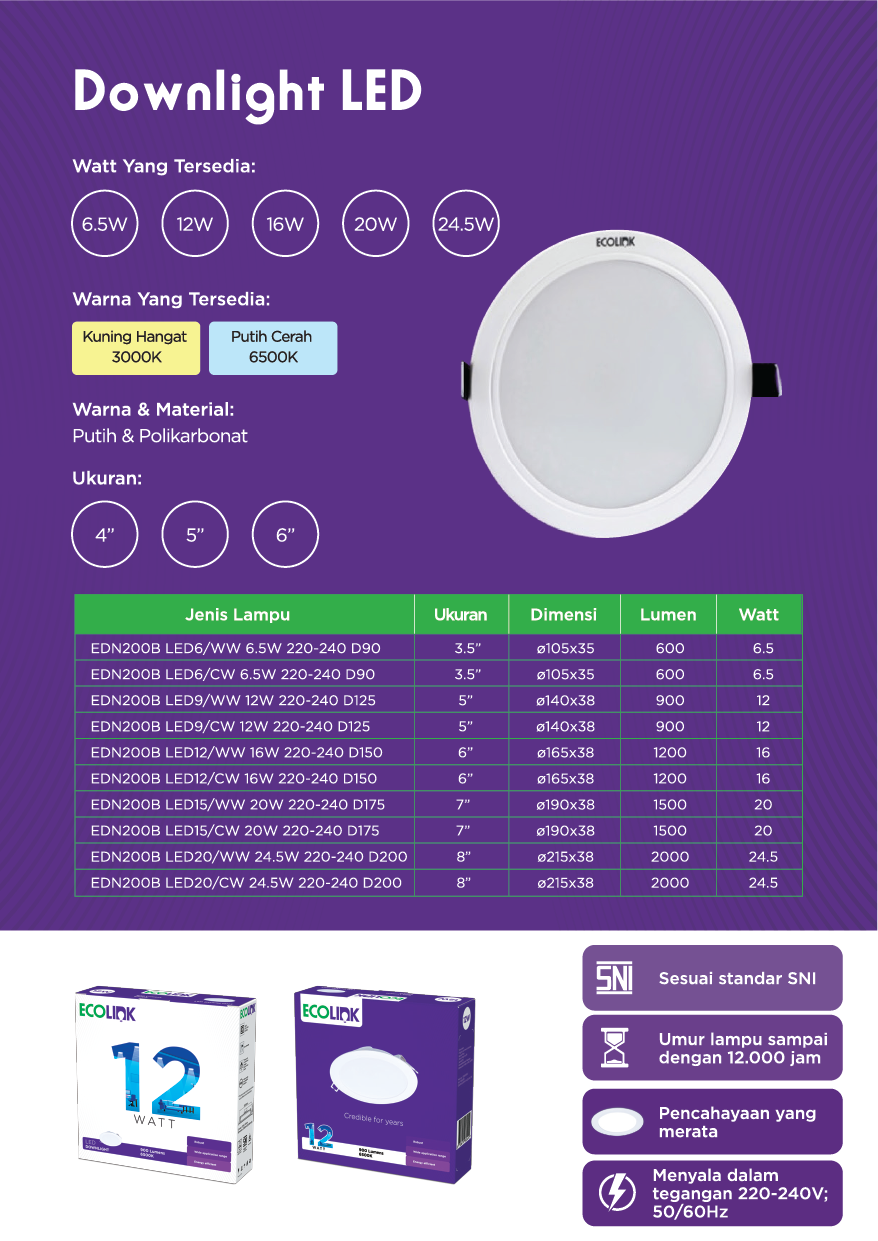 Downlight LED
Watt Yang Tersedia:
6.5W 12W 16W 20W 24.5W
ECOLINK
Warna Yang Tersedia:
Kuning Hangat
3000K
Putih Cerah
6500K
Warna & Material:
Putih & Polikarbonat
Ukuran:
4” 5” 6”
Jenis Lampu Ukuran Dimensi Lumen Watt
EDN200B LED6/WW 6.5W 220-240 D90 3.5” ø105x35 600 6.5
EDN200B LED6/CW 6.5W 220-240 D90 3.5” ø105x35 600 6.5
EDN200B LED9/WW 12W 220-240 D125 5” ø140x38 900 12
EDN200B LED9/CW 12W 220-240 D125 5” ø140x38 900 12
EDN200B LED12/WW 16W 220-240 D150 6” ø165x38 1200 16
EDN200B LED12/CW 16W 220-240 D150 6” ø165x38 1200 16
EDN200B LED15/WW 20W 220-240 D175 7” ø190x38 1500 20
EDN200B LED15/CW 20W 220-240 D175 7” ø190x38 1500 20
EDN200B LED20/WW 24.5W 220-240 D200 8” ø215x38 2000 24.5
EDN200B LED20/CW 24.5W 220-240 D200 8” ø215x38 2000 24.5
ECOLINK
12
WATT
LED
DOWNLIGHT
900 Lumens
6500K
ECOLINK
12W
Credible for years
12
WATT
900 Lumens
6500K
SNI
Sesuai standar SNI
Umur lampu sampai
dengan 12.000 jam
Pencahayaan yang
merata
Menyala dalam
tegangan 220-240V;
50/60Hz